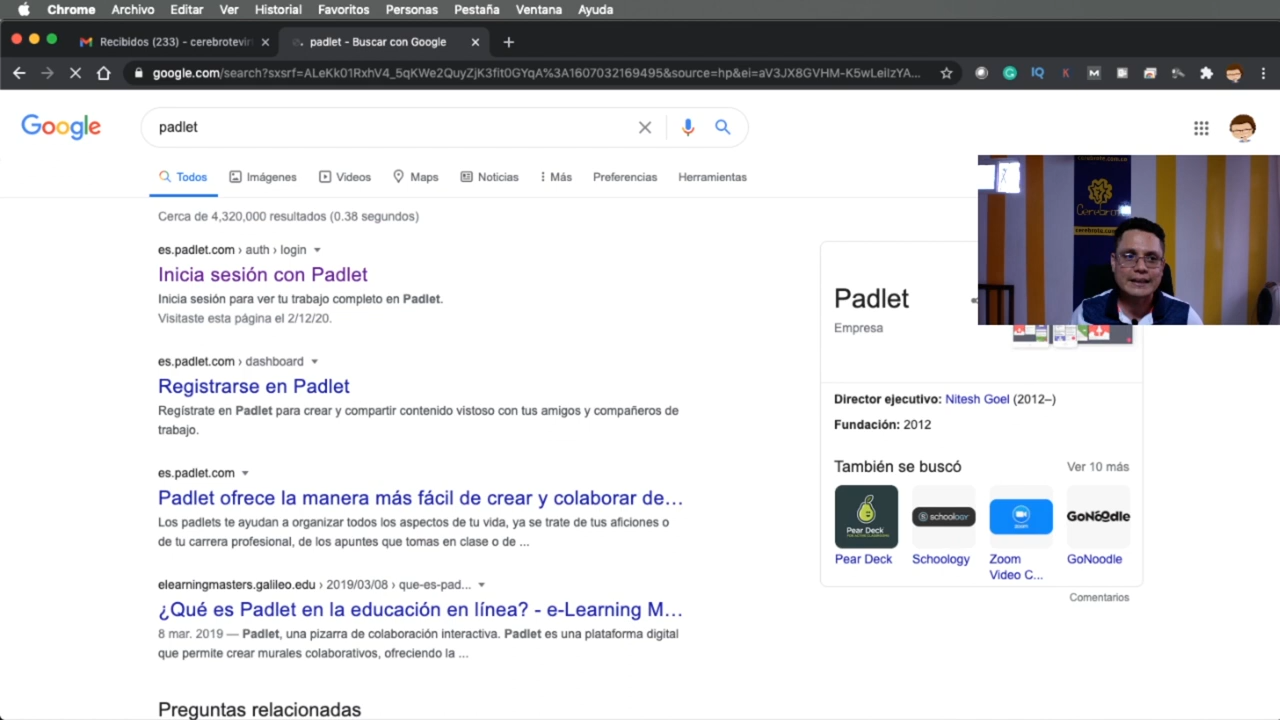 Chrome Archivo Editar Ver Historial Favoritos Personas Pestaña Ventana Ayuda
Recibidos (233) - cerebrotevir
padlet - Buscar con Google
google.com/search?sxsrf=ALeKk01RxhV4_5qKWe2QuyZjK3fit0GYqA%3A1607032169495&source=hp&ei=aV3JX8GVHM-K5wLeilzYA...
Google
padlet
Todos Imágenes Videos Maps Noticias Más Preferencias Herramientas
Cerca de 4,320,000 resultados (0.38 segundos)
es.padlet.com › auth › login
Inicia sesión con Padlet
Inicia sesión para ver tu trabajo completo en Padlet.
Visitaste esta página el 2/12/20.
es.padlet.com › dashboard
Registrarse en Padlet
Regístrate en Padlet para crear y compartir contenido vistoso con tus amigos y compañeros de
trabajo.
es.padlet.com
Padlet ofrece la manera más fácil de crear y colaborar de...
Los padlets te ayudan a organizar todos los aspectos de tu vida, ya se trate de tus aficiones o
de tu carrera profesional, de los apuntes que tomas en clase o de ...
elearningmasters.galileo.edu › 2019/03/08 › que-es-pad...
¿Qué es Padlet en la educación en línea? - e-Learning M...
8 mar. 2019 — Padlet, una pizarra de colaboración interactiva. Padlet es una plataforma digital
que permite crear murales colaborativos, ofreciendo la ...
Preguntas relacionadas
Padlet
Empresa
Director ejecutivo: Nitesh Goel (2012–)
Fundación: 2012
También se buscó
Ver 10 más
Pear Deck
schoology
zoom
GoNoodle
Pear Deck
Schoology
Zoom
Video C...
GoNoodle
Comentarios